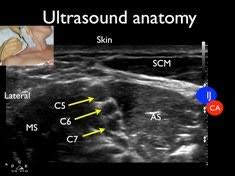 Ultrasound anatomy
Skin
SCM
IJ
CA
Lateral
C5
C6
C7
AS
MS